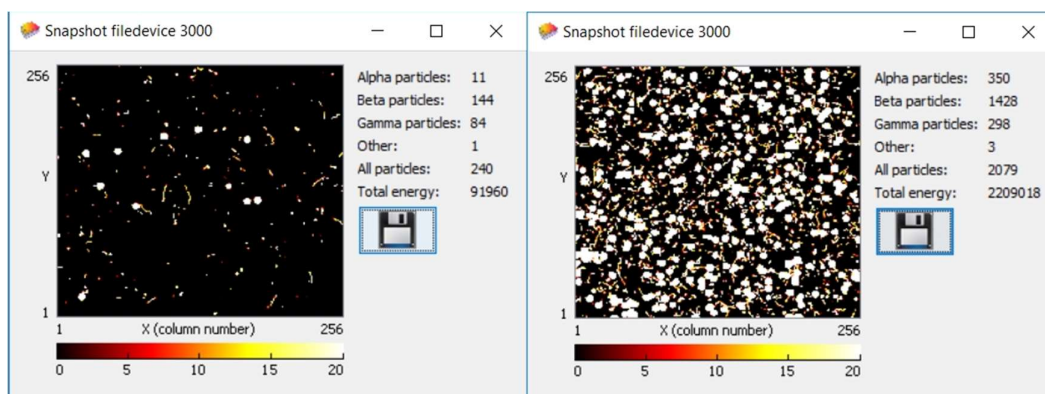 Snapshot filedevice 3000
256
Y
1
1 X (column number) 256
0 5 10 15 20
Alpha particles: 11
Beta particles: 144
Gamma particles: 84
Other: 1
All particles: 240
Total energy: 91960
Snapshot filedevice 3000
256
Y
1
1 X (column number) 256
0 5 10 15 20
Alpha particles: 350
Beta particles: 1428
Gamma particles: 298
Other: 3
All particles: 2079
Total energy: 2209018